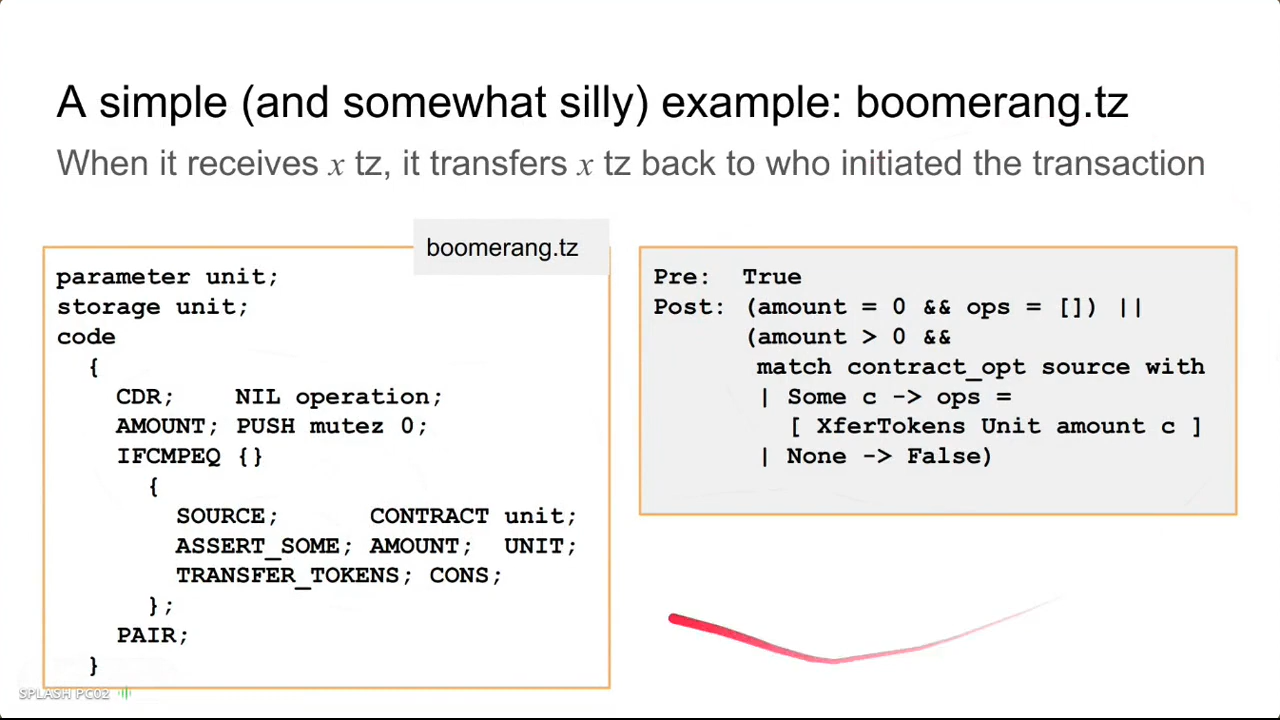 A simple (and somewhat silly) example: boomerang.tz
When it receives x tz, it transfers x tz back to who initiated the transaction
boomerang.tz
parameter unit;
storage unit;
code
{
CDR; NIL operation;
AMOUNT; PUSH mutez 0;
IFCMPEQ {}
{
SOURCE; CONTRACT unit;
ASSERT_SOME; AMOUNT; UNIT;
TRANSFER_TOKENS; CONS;
};
PAIR;
}
Pre: True
Post: (amount = 0 && ops = []) ||
(amount > 0 &&
match contract_opt source with
| Some c -> ops =
[ XferTokens Unit amount c ]
| None -> False)
SPLASH PC02